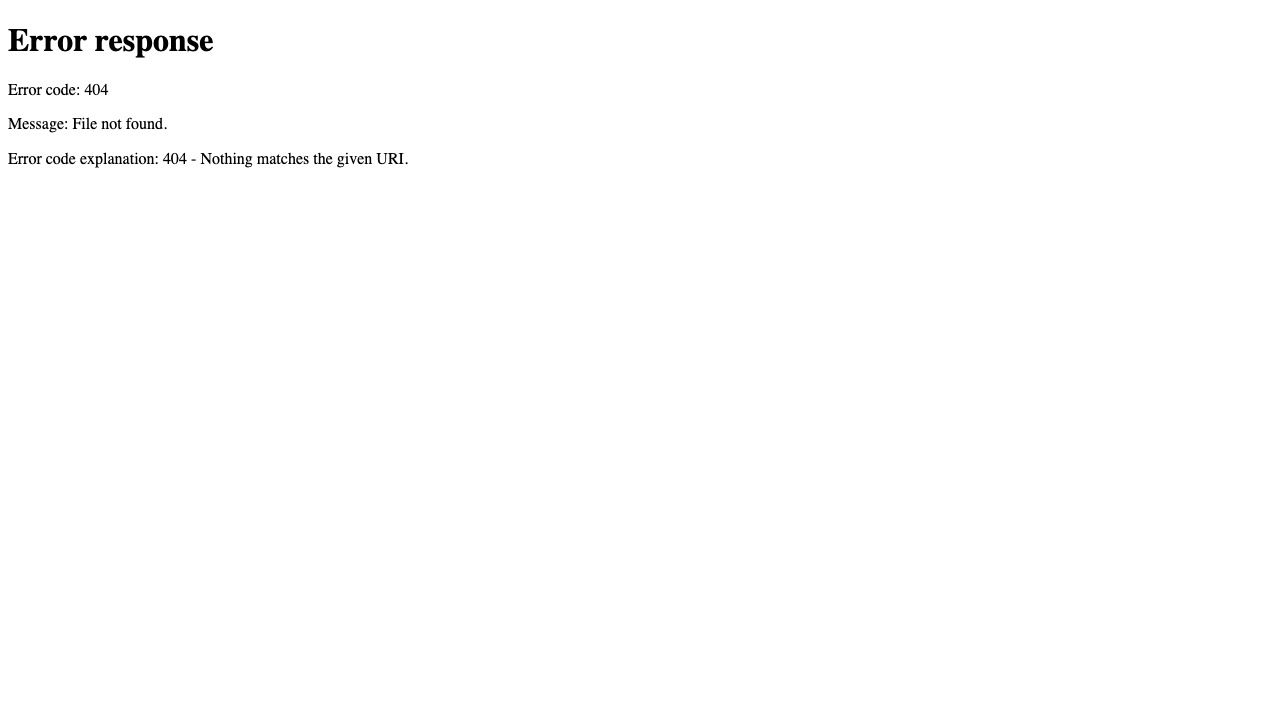 Error response
Error code: 404
Message: File not found.
Error code explanation: 404 - Nothing matches the given URI.